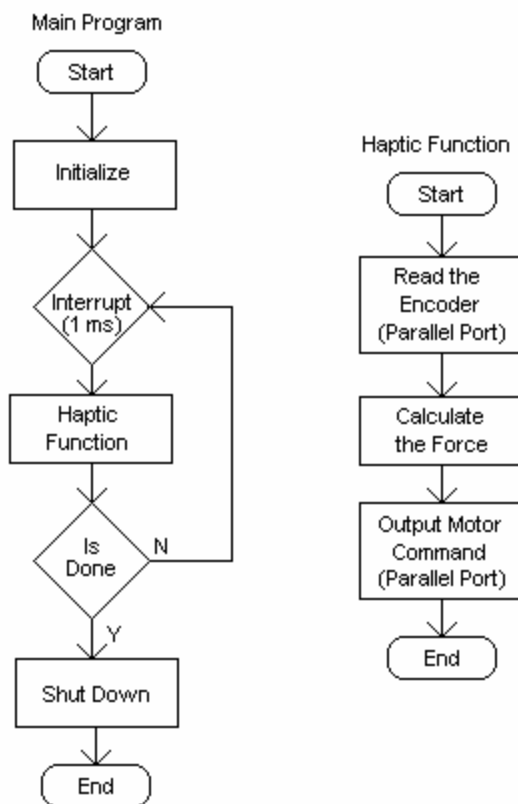 Main Program
Start
Initialize
Interrupt
(1 ms)
Haptic
Function
Is
Done
N
Y
Shut Down
End
Haptic Function
Start
Read the
Encoder
(Parallel Port)
Calculate
the Force
Output Motor
Command
(Parallel Port)
End